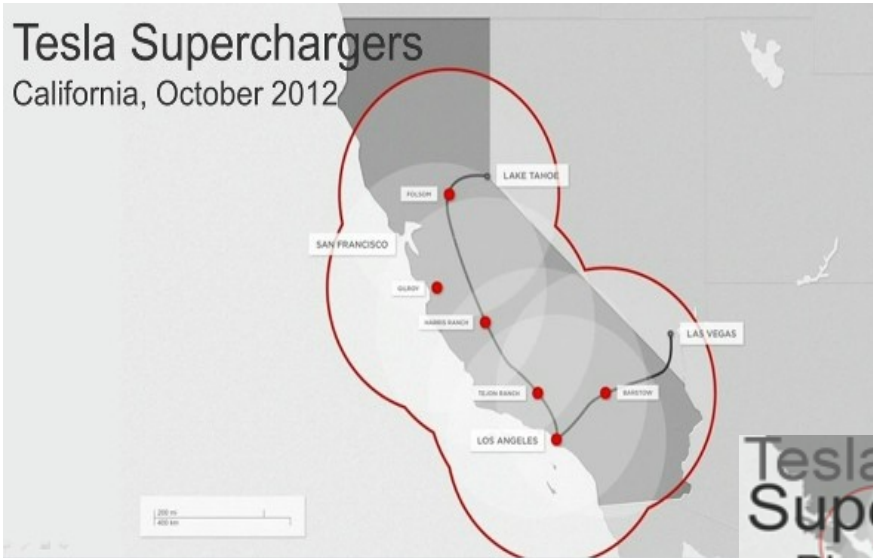 Tesla Superchargers
California, October 2012
LAKE TAHOE
FOLSOM
SAN FRANCISCO
GILROY
HARRIS RANCH
LAS VEGAS
TEJON RANCH
BARSTOW
LOS ANGELES
200 mi
400 km
Tesla
Sup